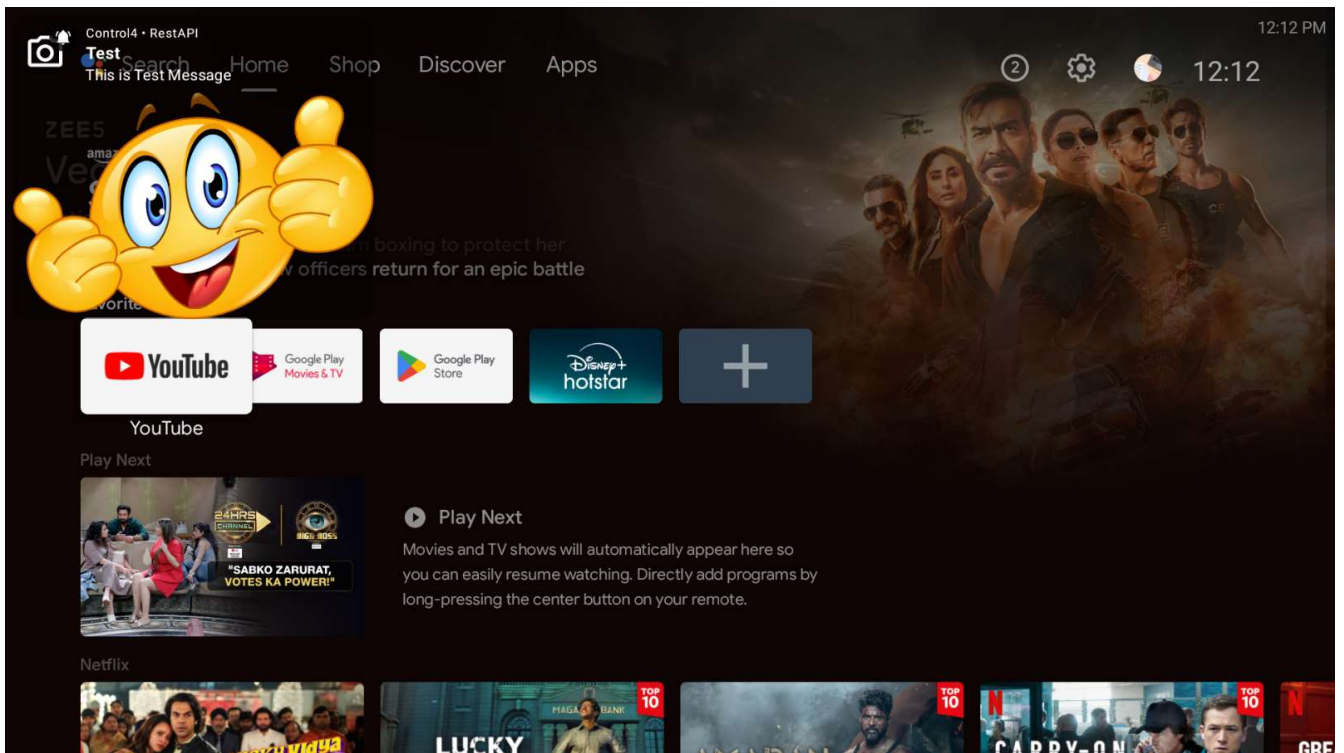 12:12 PM
Control4 • RestAPI
Test
This is Test Message
Search Home Shop Discover Apps
2
12:12
ZEE5
boxing to protect her
officers return for an epic battle
YouTube
Google Play
Movies & TV
Google Play
Store
Disney+
hotstar
YouTube
Play Next
24HRS
CHANNEL
BIGG BOSS
"SABKO ZARURAT,
VOTES KA POWER!"
Play Next
Movies and TV shows will automatically appear here so
you can easily resume watching. Directly add programs by
long-pressing the center button on your remote.
Netflix
TOP
10
MAGADHA BANK
LUCKY
TOP
10
N
CARRY-ON
TOP
10
N